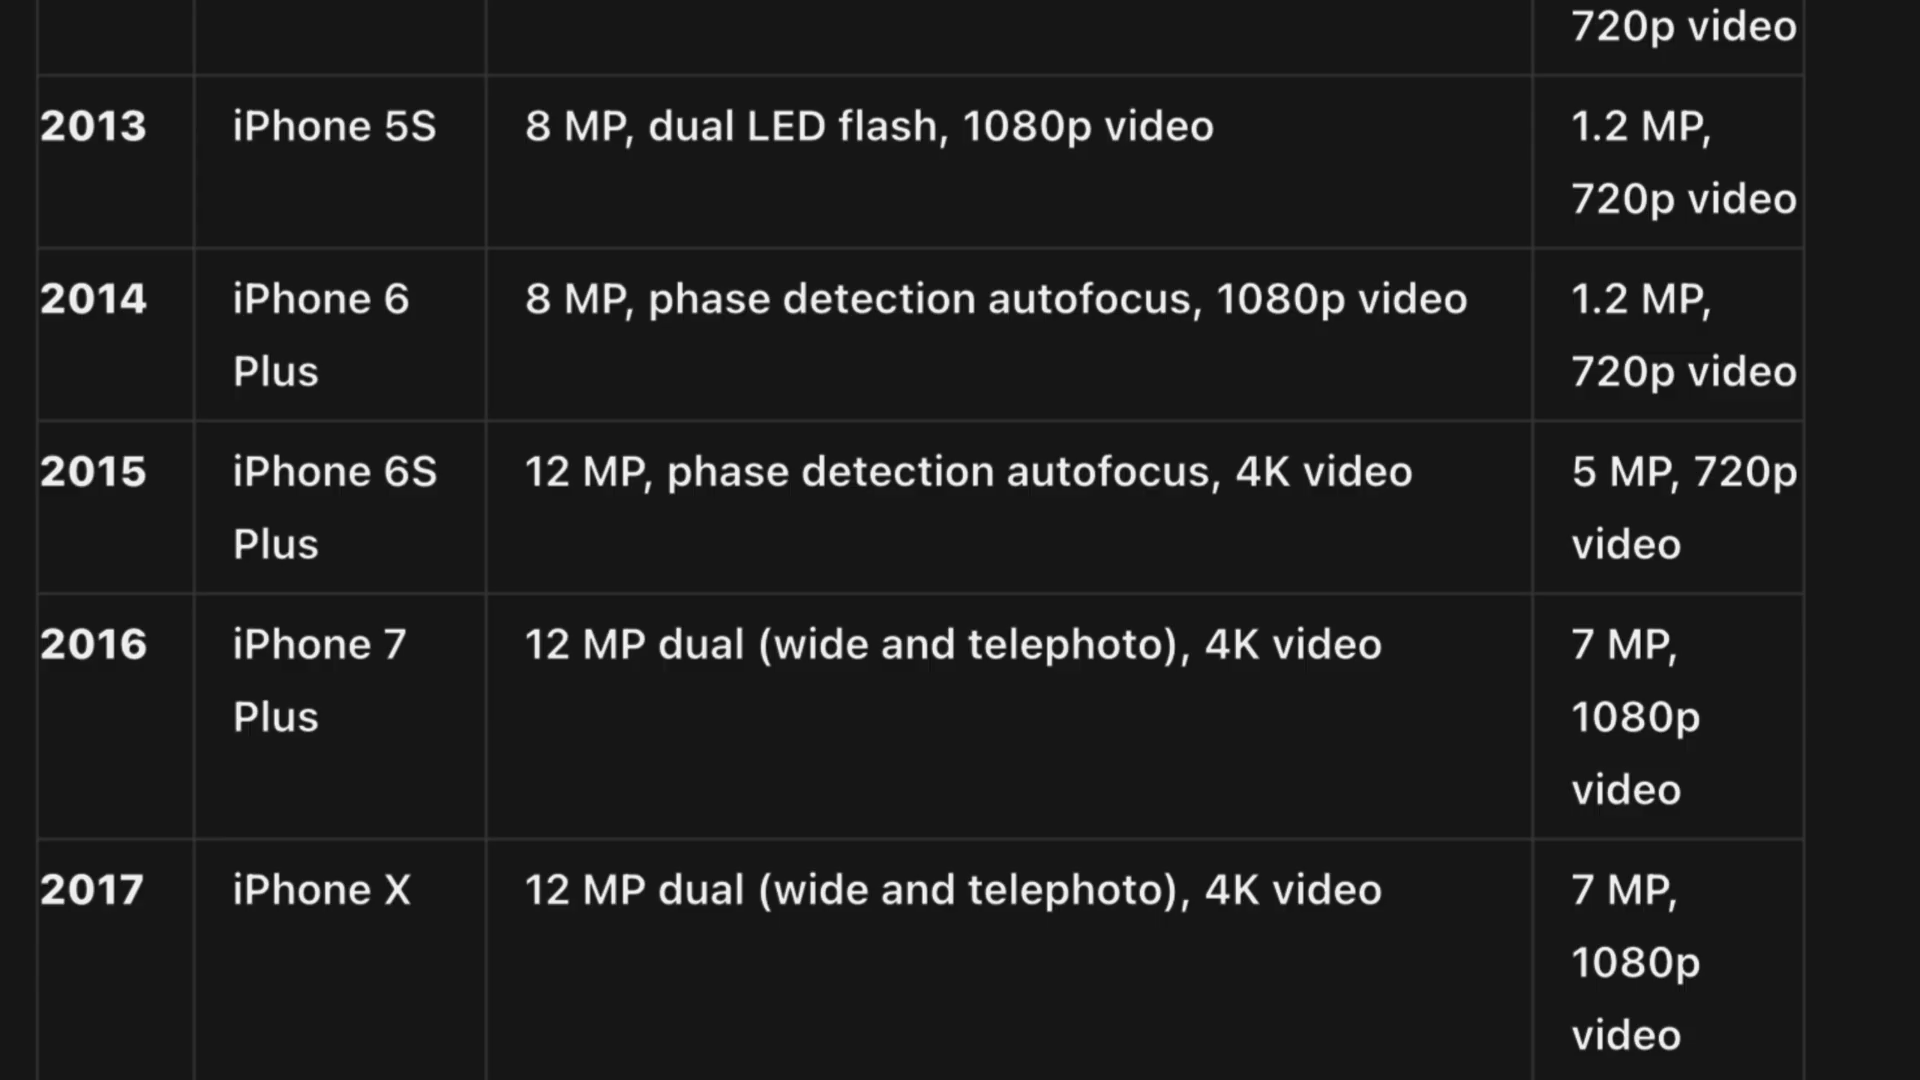 720p video
2013 iPhone 5S 8 MP, dual LED flash, 1080p video 1.2 MP,
720p video
2014 iPhone 6 8 MP, phase detection autofocus, 1080p video 1.2 MP,
Plus 720p video
2015 iPhone 6S 12 MP, phase detection autofocus, 4K video 5 MP, 720p
Plus video
2016 iPhone 7 12 MP dual (wide and telephoto), 4K video 7 MP,
Plus 1080p
video
2017 iPhone X 12 MP dual (wide and telephoto), 4K video 7 MP,
1080p
video